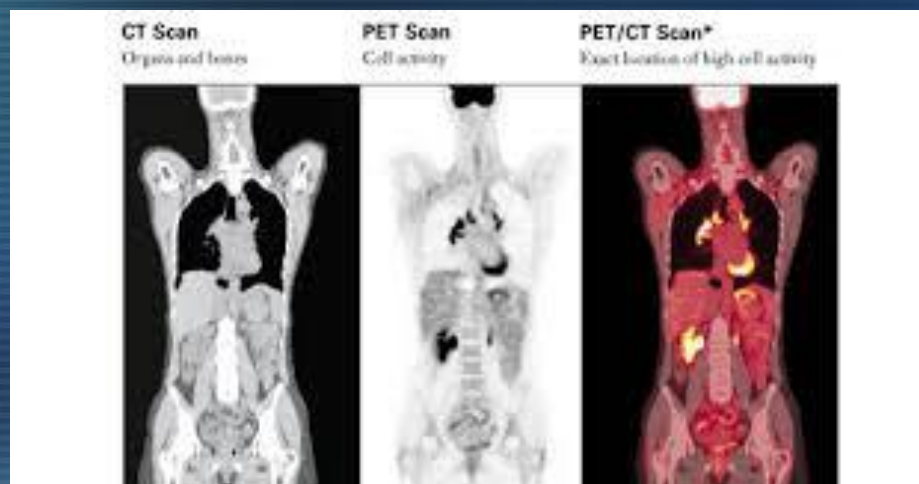 CT Scan
Organs and bones
PET Scan
Cell activity
PET/CT Scan*
Exact location of high cell activity